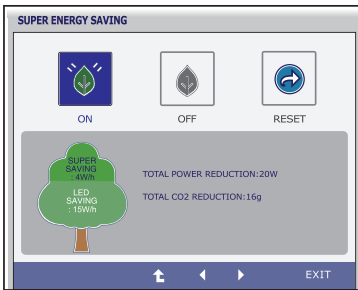 SUPER ENERGY SAVING
ON
OFF
RESET
SUPER
SAVING
: 4W/h
LED
SAVING
: 15W/h
TOTAL POWER REDUCTION:20W
TOTAL CO2 REDUCTION:16g
EXIT